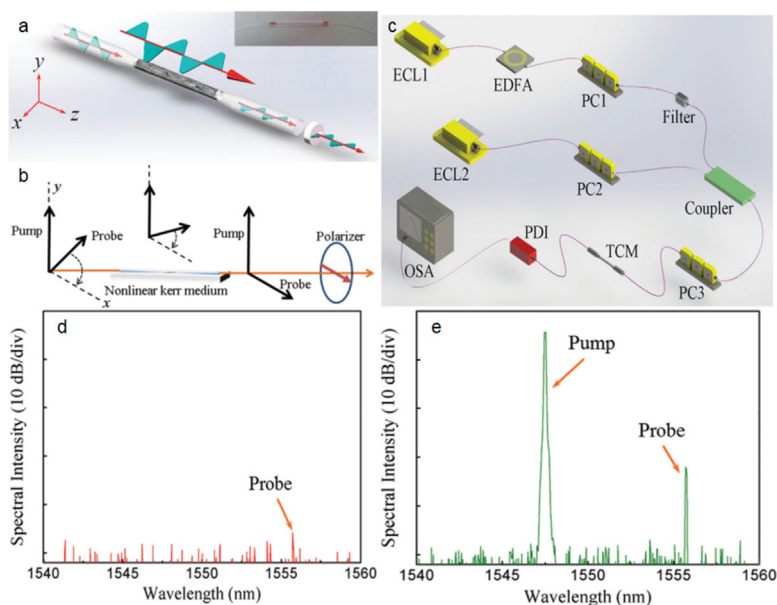 a
y
x
z
b
y
Pump
Probe
Pump
Polarizer
Nonlinear kerr medium
x
Probe
c
ECL1
EDFA
PC1
Filter
ECL2
PC2
Coupler
OSA
PDI
TCM
PC3
d
Spectral Intensity (10 dB/div)
Probe
1540
1545
1550
1555
1560
Wavelength (nm)
e
Spectral Intensity (10 dB/div)
Pump
Probe
1540
1545
1550
1555
1560
Wavelength (nm)